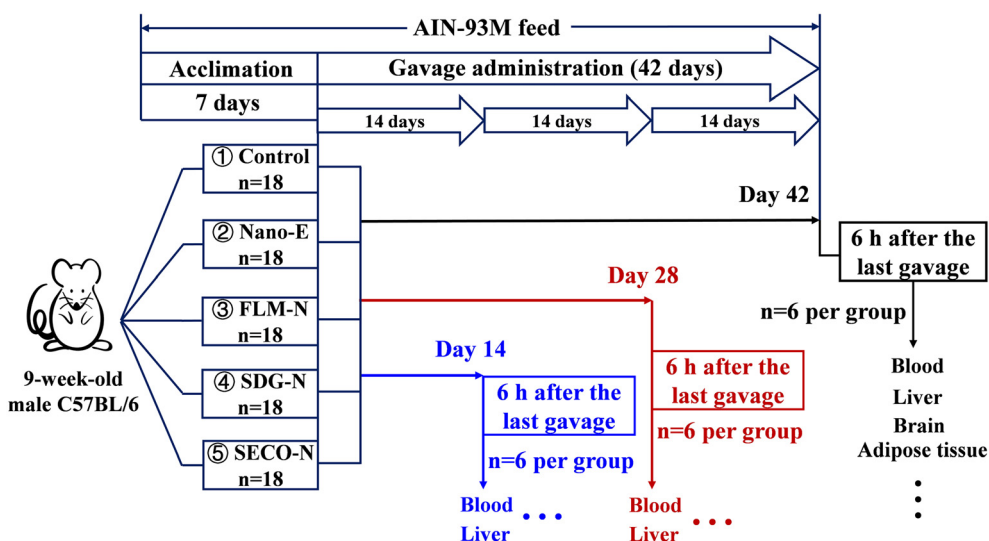 AIN-93M feed
Acclimation
Gavage administration (42 days)
7 days
14 days
14 days
14 days
① Control
n=18
② Nano-E
n=18
③ FLM-N
n=18
④ SDG-N
n=18
⑤ SECO-N
n=18
9-week-old
male C57BL/6
Day 42
6 h after the
last gavage
n=6 per group
Blood
Liver
Brain
Adipose tissue
Day 28
6 h after the
last gavage
n=6 per group
Blood
Liver
Day 14
6 h after the
last gavage
n=6 per group
Blood
Liver